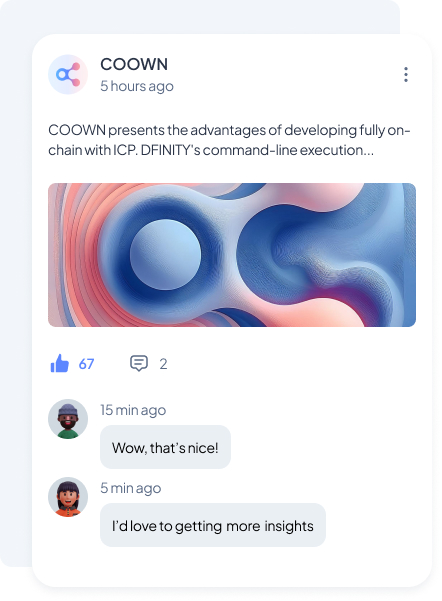 COOWN
5 hours ago
COOWN presents the advantages of developing fully on-
chain with ICP. DFINITY's command-line execution...
67
2
15 min ago
Wow, that's nice!
5 min ago
I'd love to getting more insights